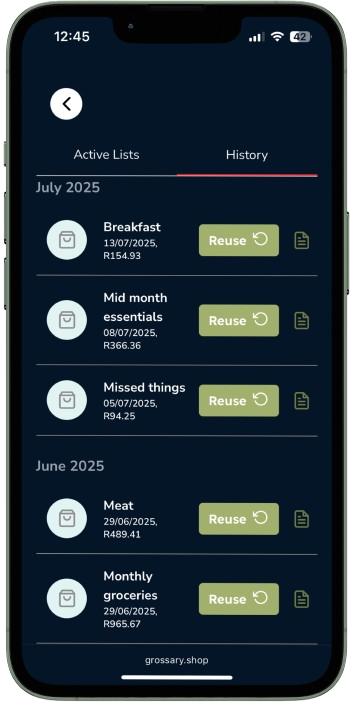 12:45
42
Active Lists
History
July 2025
Breakfast
13/07/2025,
R154.93
Reuse
Mid month
essentials
08/07/2025,
R366.36
Reuse
Missed things
05/07/2025,
R94.25
Reuse
June 2025
Meat
29/06/2025,
R489.41
Reuse
Monthly
groceries
29/06/2025,
R965.67
Reuse
grossary.shop